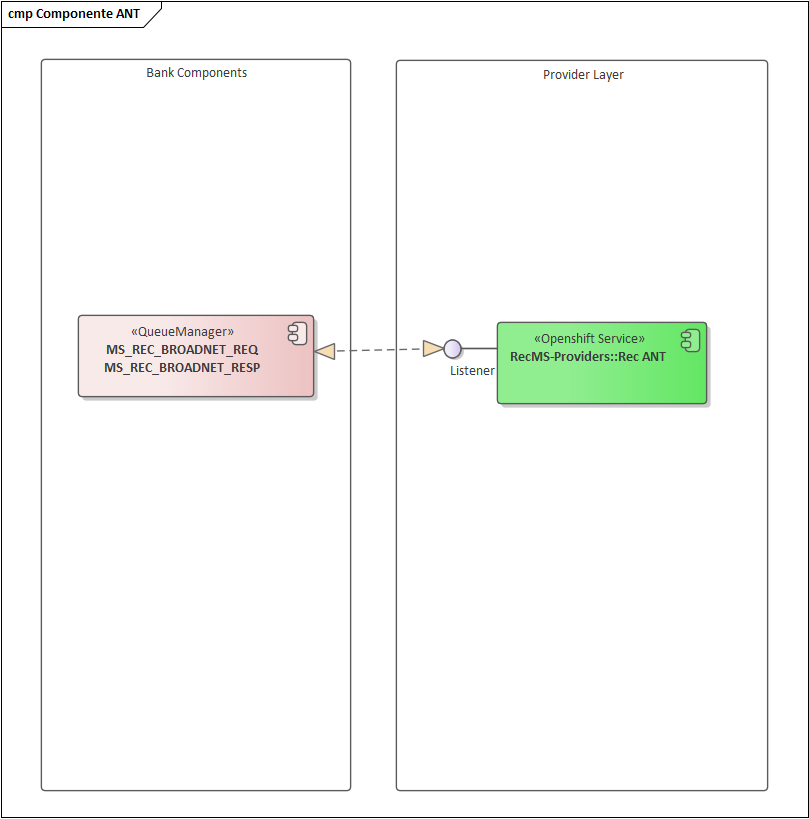 cmp Componente ANT
Bank Components
Provider Layer
«QueueManager»
MS_REC_BROADNET_REQ
MS_REC_BROADNET_RESP
Listener
«Openshift Service»
RecMS-Providers::Rec ANT